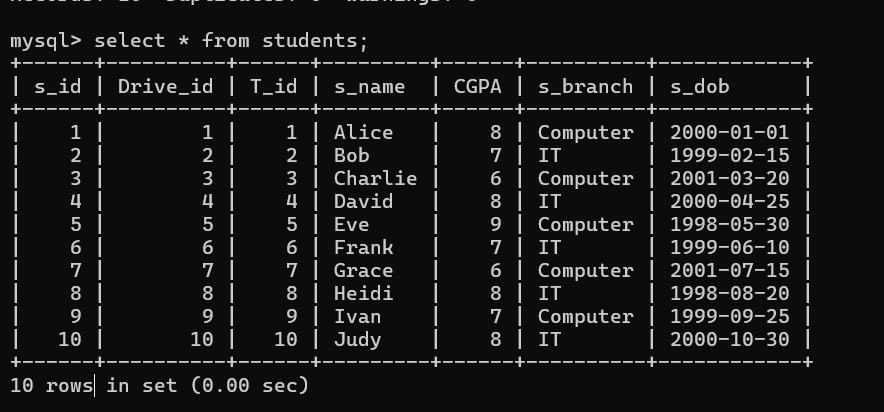 mysql> select * from students;
+------+----------+------+---------+------+----------+------------+
| s_id | Drive_id | T_id | s_name  | CGPA | s_branch | s_dob      |
+------+----------+------+---------+------+----------+------------+
|    1 |        1 |    1 | Alice   |    8 | Computer | 2000-01-01 |
|    2 |        2 |    2 | Bob     |    7 | IT       | 1999-02-15 |
|    3 |        3 |    3 | Charlie |    6 | Computer | 2001-03-20 |
|    4 |        4 |    4 | David   |    8 | IT       | 2000-04-25 |
|    5 |        5 |    5 | Eve     |    9 | Computer | 1998-05-30 |
|    6 |        6 |    6 | Frank   |    7 | IT       | 1999-06-10 |
|    7 |        7 |    7 | Grace   |    6 | Computer | 2001-07-15 |
|    8 |        8 |    8 | Heidi   |    8 | IT       | 1998-08-20 |
|    9 |        9 |    9 | Ivan    |    7 | Computer | 1999-09-25 |
|   10 |       10 |   10 | Judy    |    8 | IT       | 2000-10-30 |
+------+----------+------+---------+------+----------+------------+
10 rows in set (0.00 sec)